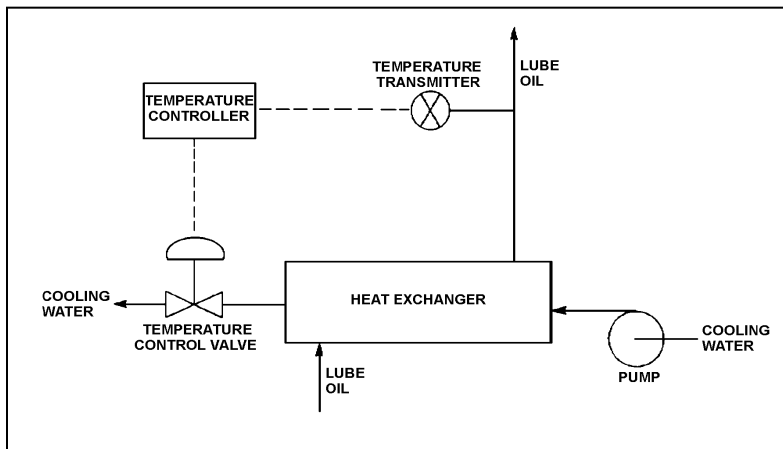 LUBE
OIL
TEMPERATURE
TRANSMITTER
TEMPERATURE
CONTROLLER
HEAT EXCHANGER
COOLING
WATER
TEMPERATURE
CONTROL VALVE
COOLING
WATER
PUMP
LUBE
OIL